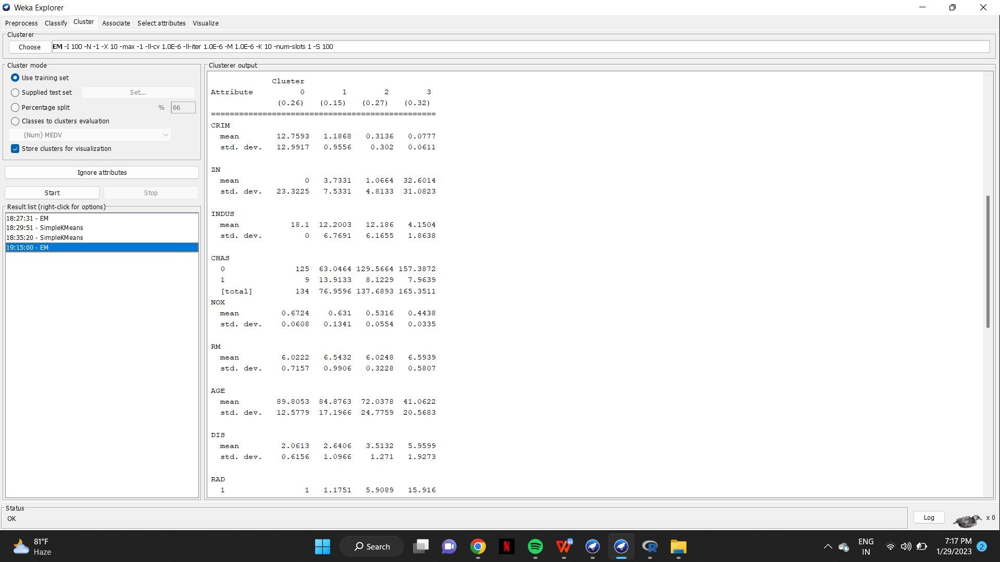 Weka Explorer
Preprocess Classify Cluster Associate Select attributes Visualize
Clusterer
Choose EM -I 100 -N -1 -X 10 -max -1 -ll-cv 1.0E-6 -ll-iter 1.0E-6 -M 1.0E-6 -K 10 -num-slots 1 -S 100
Cluster mode
Use training set
Supplied test set Set...
Percentage split % 66
Classes to clusters evaluation
(Num) MEDV
Store clusters for visualization
Ignore attributes
Start Stop
Result list (right-click for options)
18:27:31 - EM
18:29:51 - SimpleKMeans
18:35:20 - SimpleKMeans
19:15:00 - EM
Clusterer output
Cluster
Attribute 0 1 2 3
(0.26) (0.15) (0.27) (0.32)
================================================
CRIM
mean 12.7593 1.1868 0.3136 0.0777
std. dev. 12.9917 0.9556 0.302 0.0611
ZN
mean 0 3.7331 1.0664 32.6014
std. dev. 23.3225 7.5331 4.8133 31.0823
INDUS
mean 18.1 12.2003 12.186 4.1504
std. dev. 0 6.7691 6.1655 1.8638
CHAS
0 125 63.0464 129.5664 157.3872
1 9 13.9133 8.1229 7.9639
[total] 134 76.9596 137.6893 165.3511
NOX
mean 0.6724 0.631 0.5316 0.4438
std. dev. 0.0608 0.1341 0.0554 0.0335
RM
mean 6.0222 6.5432 6.0248 6.5939
std. dev. 0.7157 0.9906 0.3228 0.5807
AGE
mean 89.8053 84.8763 72.0378 41.0622
std. dev. 12.5779 17.1966 24.7759 20.5683
DIS
mean 2.0613 2.6406 3.5132 5.9599
std. dev. 0.6156 1.0966 1.271 1.9273
RAD
1 1 1.1751 5.9089 15.916
Status
OK
Log x 0
81°F
Haze
Search
ENG
IN
7:17 PM
1/29/2023
2